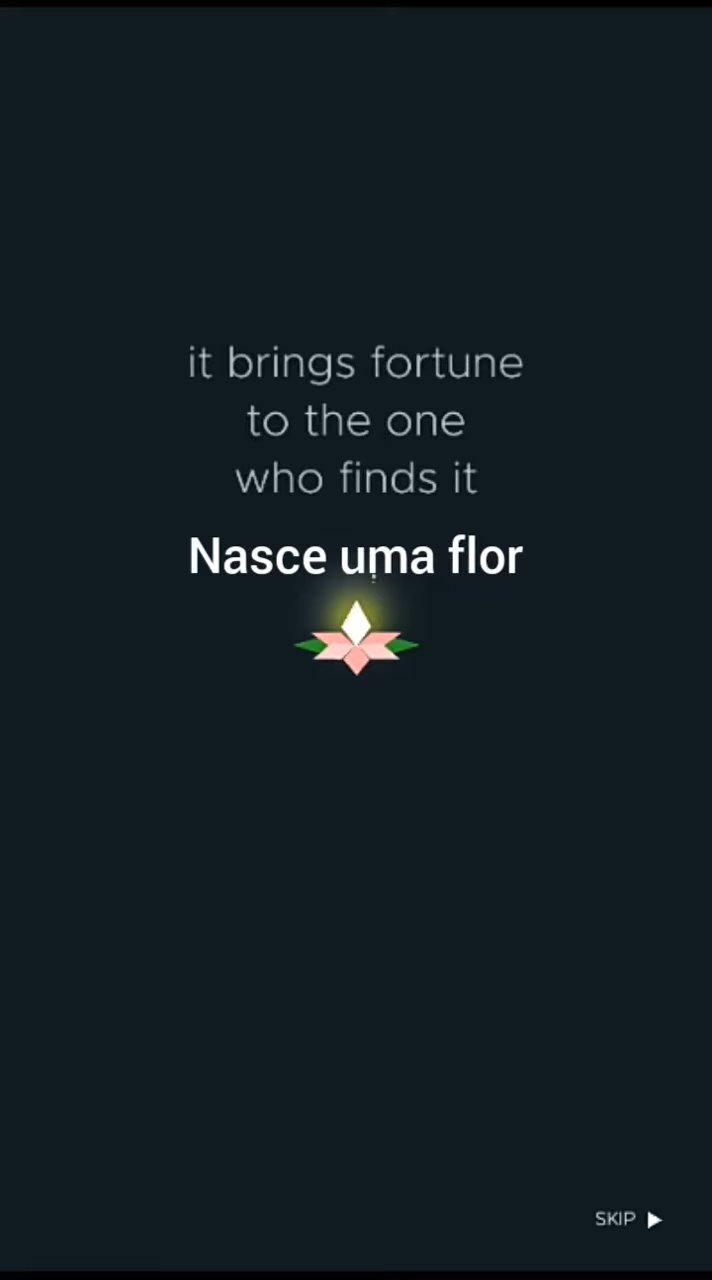 it brings fortune
to the one
who finds it
Nasce uma flor
SKIP